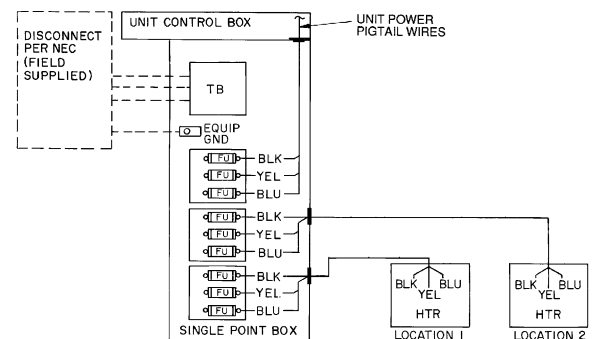 UNIT CONTROL BOX
UNIT POWER
PIGTAIL WIRES
DISCONNECT
PER NEC
(FIELD
SUPPLIED)
TB
EQUIP
GND
FU BLK
FU YEL
FU BLU
FU BLK
FU YEL
FU BLU
FU BLK
FU YEL
FU BLU
SINGLE POINT BOX
BLK YEL BLU
HTR
LOCATION 1
BLK YEL BLU
HTR
LOCATION 2